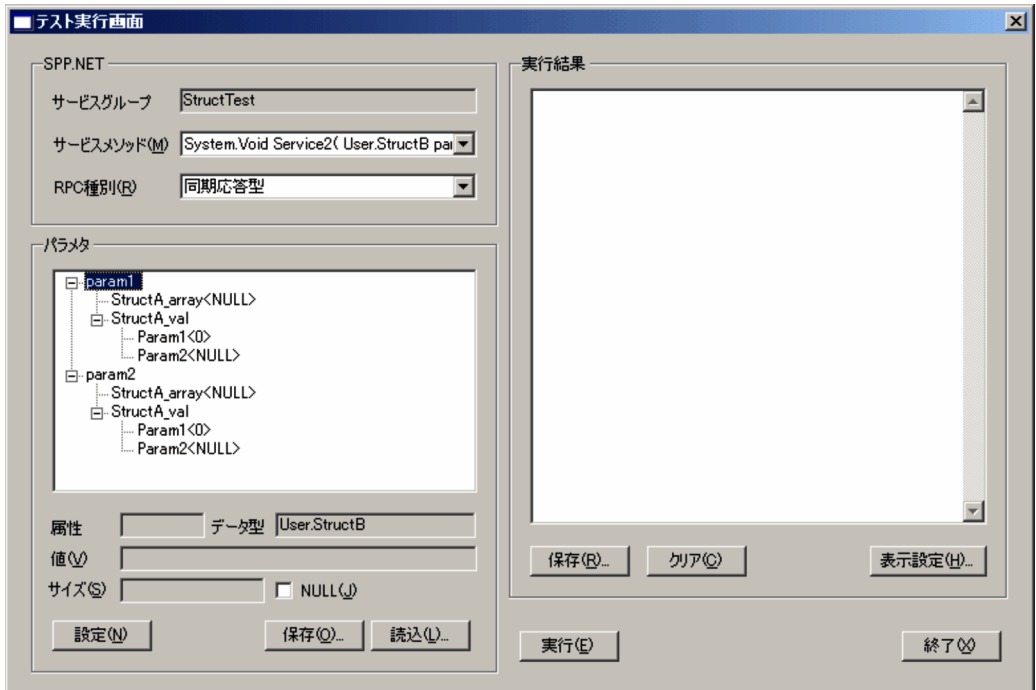 テスト実行画面
SPP.NET
サービスグループ StructTest
サービスメソッド(M) System.Void Service2( User.StructB par
RPC種別(R) 同期応答型
パラメタ
param1
StructA_array<NULL>
StructA_val
Param1<0>
Param2<NULL>
param2
StructA_array<NULL>
StructA_val
Param1<0>
Param2<NULL>
属性 データ型 User.StructB
値(V)
サイズ(S) NULL(J)
設定(N) 保存(O)... 読込(L)...
実行結果
保存(R)... クリア(C) 表示設定(H)...
実行(E) 終了(X)